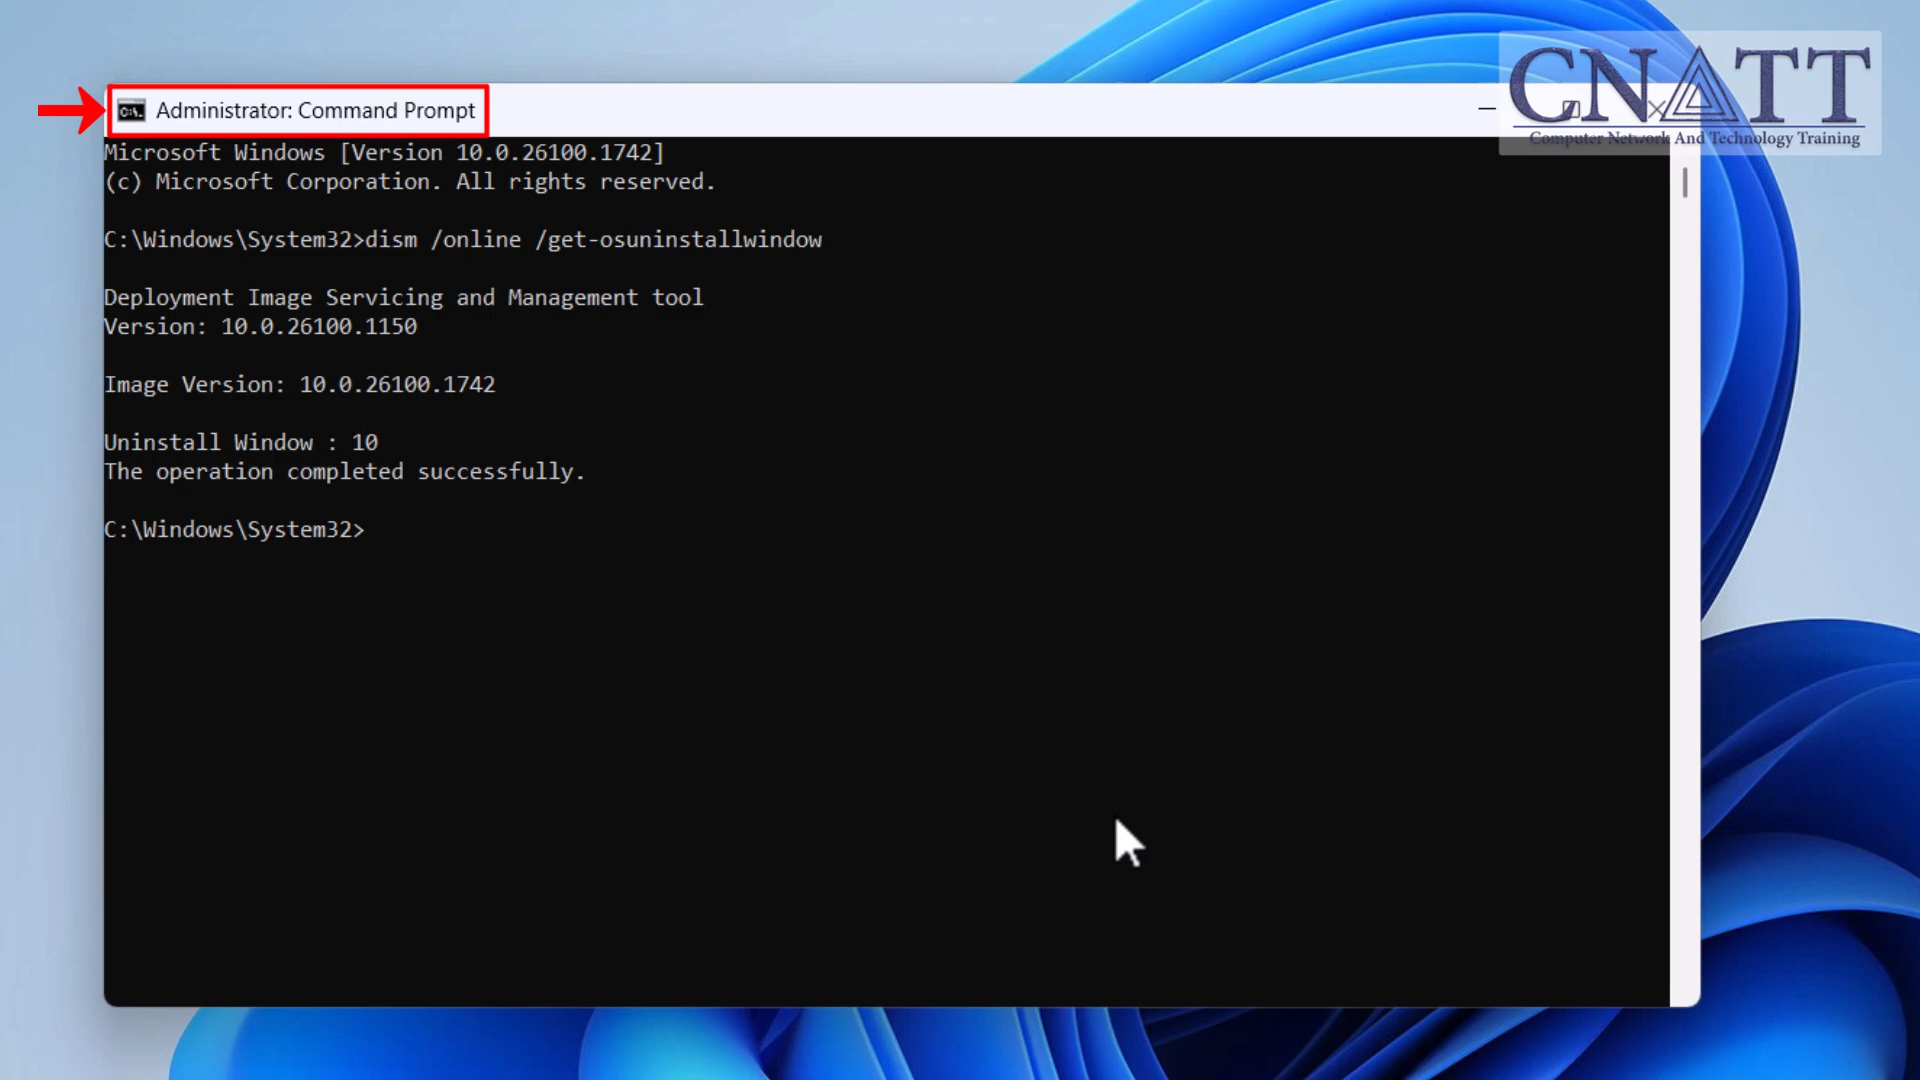 CNATT
Computer Network And Technology Training
Administrator: Command Prompt
Microsoft Windows [Version 10.0.26100.1742]
(c) Microsoft Corporation. All rights reserved.
C:\Windows\System32>dism /online /get-osuninstallwindow
Deployment Image Servicing and Management tool
Version: 10.0.26100.1150
Image Version: 10.0.26100.1742
Uninstall Window : 10
The operation completed successfully.
C:\Windows\System32>